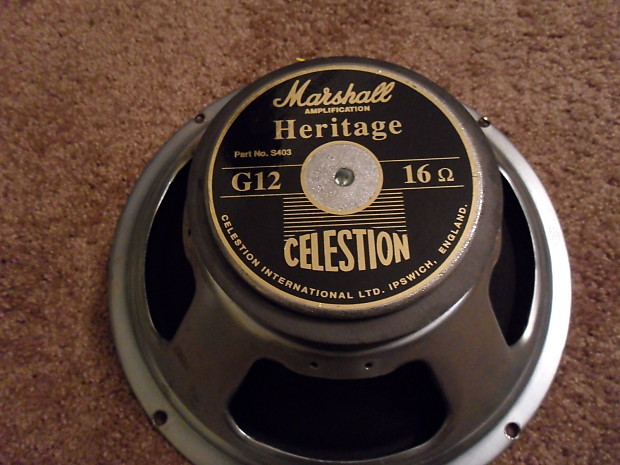 Marshall
AMPLIFICATION
Heritage
Part No. S403
G12
16 Ω
CELESTION
CELESTION INTERNATIONAL LTD. IPSWICH, ENGLAND.